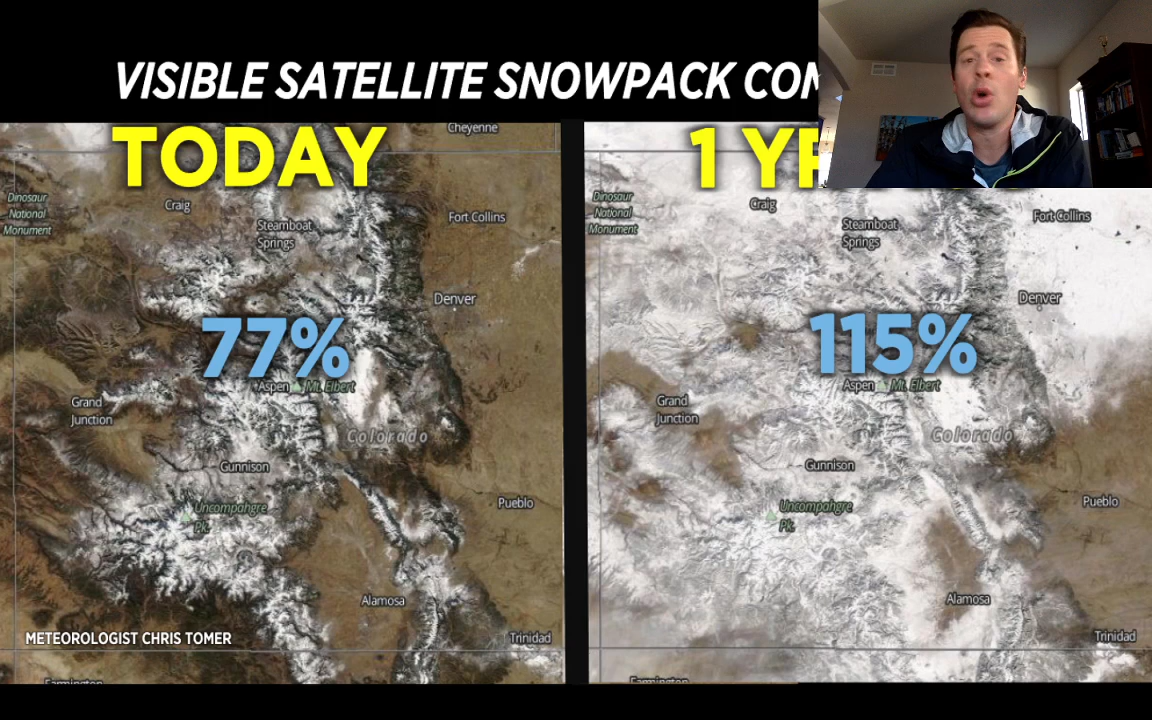 VISIBLE SATELLITE SNOWPACK COM
TODAY
1 YR
Cheyenne
Dinosaur
National
Monument
Craig
Steamboat
Springs
Fort Collins
Denver
77%
Aspen
Mt. Elbert
Grand
Junction
Colorado
Gunnison
Uncompahgre
Pk.
Pueblo
Alamosa
METEOROLOGIST CHRIS TOMER
Trinidad
Farmington
Dinosaur
National
Monument
Craig
Steamboat
Springs
Fort Collins
Denver
115%
Aspen
Mt. Elbert
Grand
Junction
Colorado
Gunnison
Uncompahgre
Pk.
Pueblo
Alamosa
Trinidad
Farmington